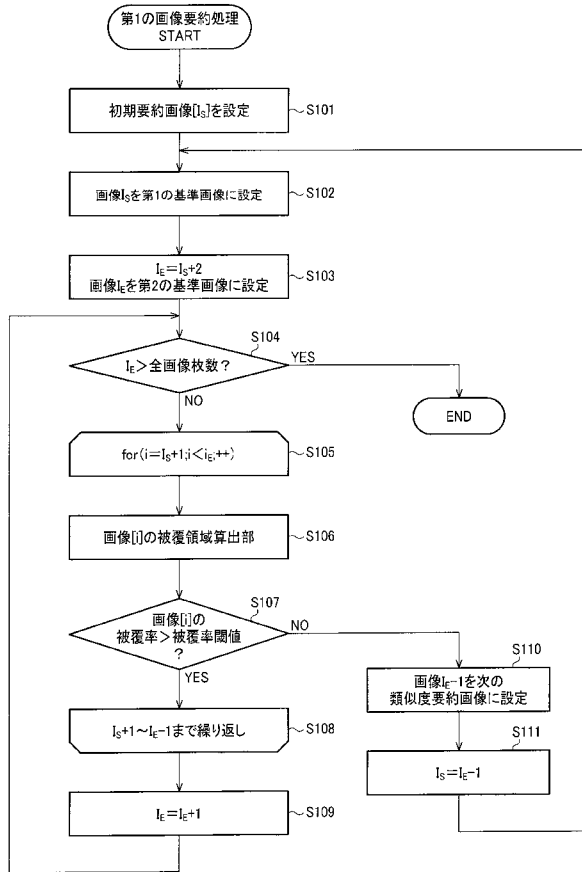 第1の画像要約処理
START
初期要約画像[IS]を設定
S101
画像ISを第1の基準画像に設定
S102
IE=IS+2
画像IEを第2の基準画像に設定
S103
S104
IE>全画像枚数?
YES
NO
END
for(i=IS+1;i<iE;++)
S105
画像[i]の被覆領域算出部
S106
S107
画像[i]の
被覆率>被覆率閾値
?
NO
YES
S110
画像IE-1を次の
類似度要約画像に設定
IS+1～IE-1まで繰り返し
S108
S111
IS=IE-1
IE=IE+1
S109